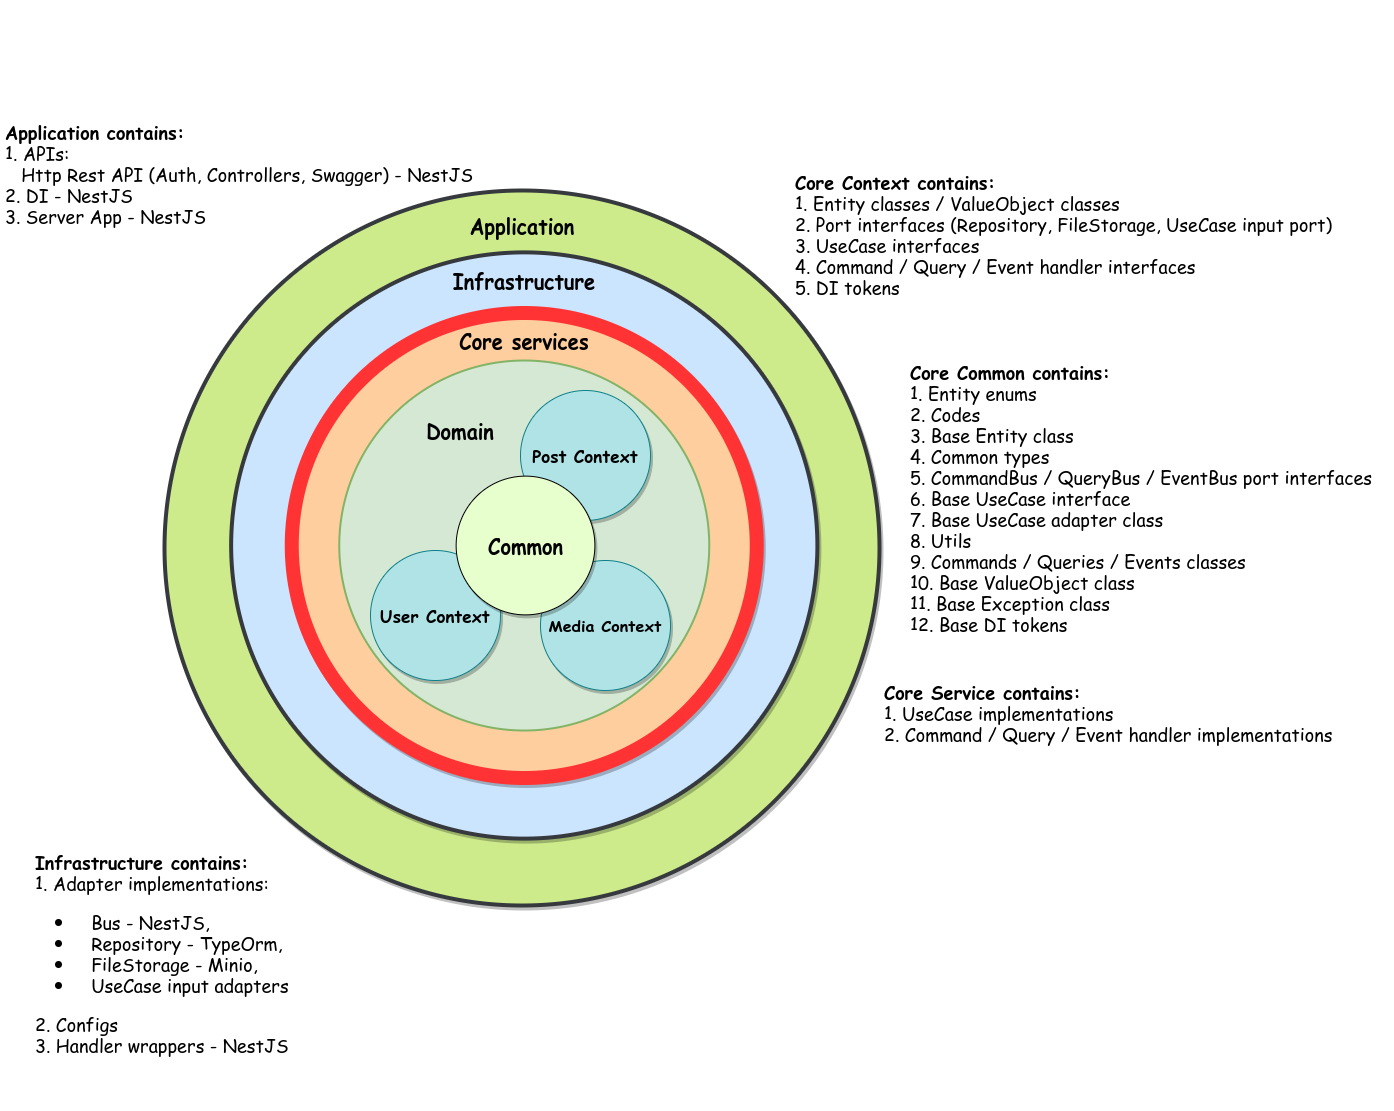 Application contains:
1. APIs:
Http Rest API (Auth, Controllers, Swagger) - NestJS
2. DI - NestJS
3. Server App - NestJS
Core Context contains:
1. Entity classes / ValueObject classes
2. Port interfaces (Repository, FileStorage, UseCase input port)
3. UseCase interfaces
4. Command / Query / Event handler interfaces
5. DI tokens
Application
Infrastructure
Core services
Domain
Post Context
Common
User Context
Media Context
Core Common contains:
1. Entity enums
2. Codes
3. Base Entity class
4. Common types
5. CommandBus / QueryBus / EventBus port interfaces
6. Base UseCase interface
7. Base UseCase adapter class
8. Utils
9. Commands / Queries / Events classes
10. Base ValueObject class
11. Base Exception class
12. Base DI tokens
Core Service contains:
1. UseCase implementations
2. Command / Query / Event handler implementations
Infrastructure contains:
1. Adapter implementations:
• Bus - NestJS,
• Repository - TypeOrm,
• FileStorage - Minio,
• UseCase input adapters
2. Configs
3. Handler wrappers - NestJS